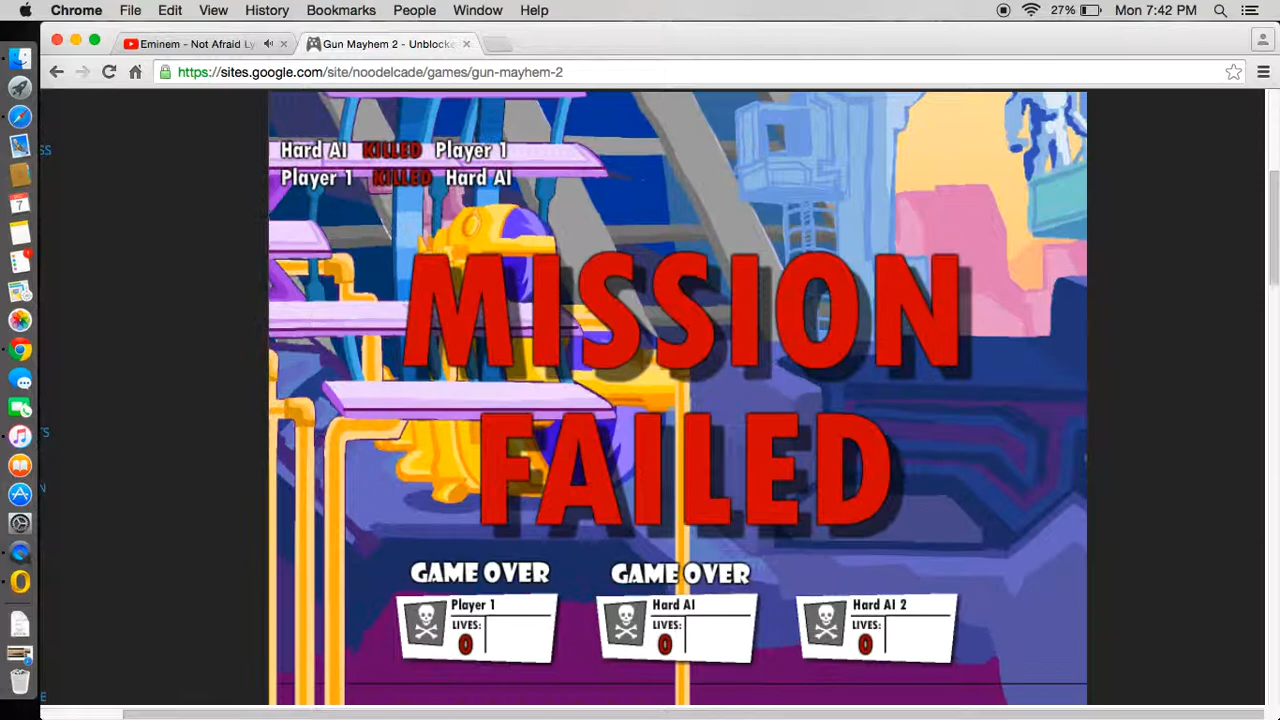 Chrome File Edit View History Bookmarks People Window Help 27% Mon 7:42 PM
Eminem - Not Afraid Ly Gun Mayhem 2 - Unblocke
https://sites.google.com/site/noodelcade/games/gun-mayhem-2
SS
Hard AI KILLED Player 1
Player 1 KILLED Hard AI
7
MISSION
FAILED
TS
N
GAME OVER GAME OVER
Player 1 Hard AI Hard AI 2
LIVES: LIVES: LIVES:
0 0 0
E